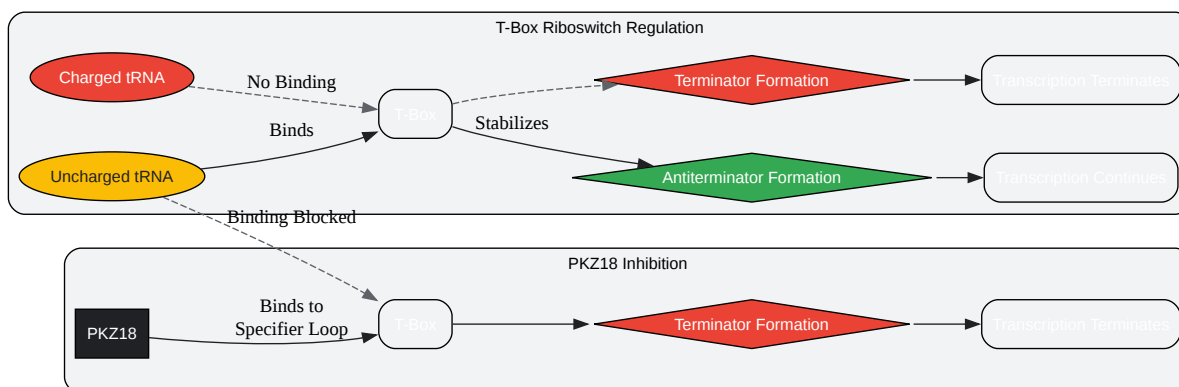 T-Box Riboswitch Regulation
Charged tRNA
No Binding
T-Box
Terminator Formation
Transcription Terminates
Binds
Stabilizes
Uncharged tRNA
Antiterminator Formation
Transcription Continues
Binding Blocked
PKZ18 Inhibition
PKZ18
Binds to
Specifier Loop
T-Box
Terminator Formation
Transcription Terminates